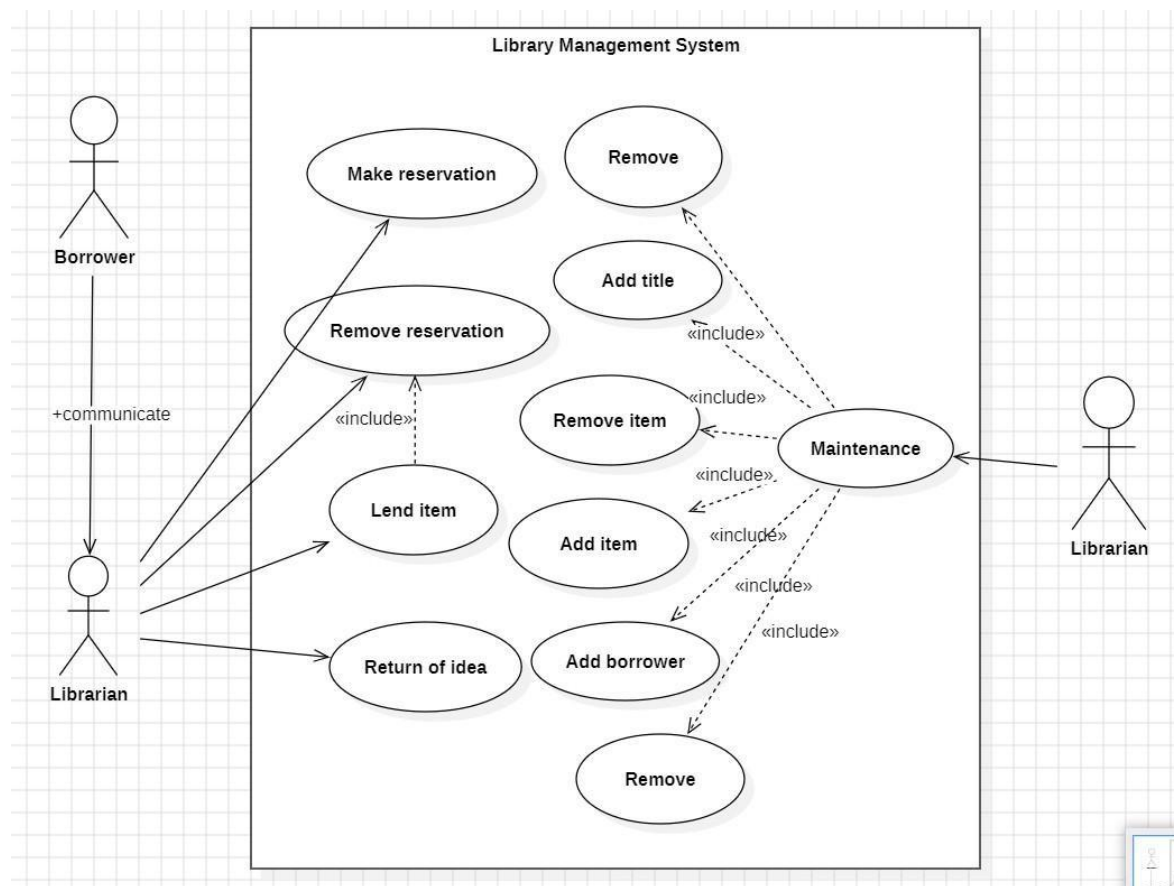 Library Management System
Borrower
+communicate
Librarian
Make reservation
Remove reservation
«include»
Lend item
Return of idea
Remove
Add title
«include»
Remove item
«include»
«include»
Add item
«include»
«include»
Add borrower
«include»
Remove
Maintenance
Librarian